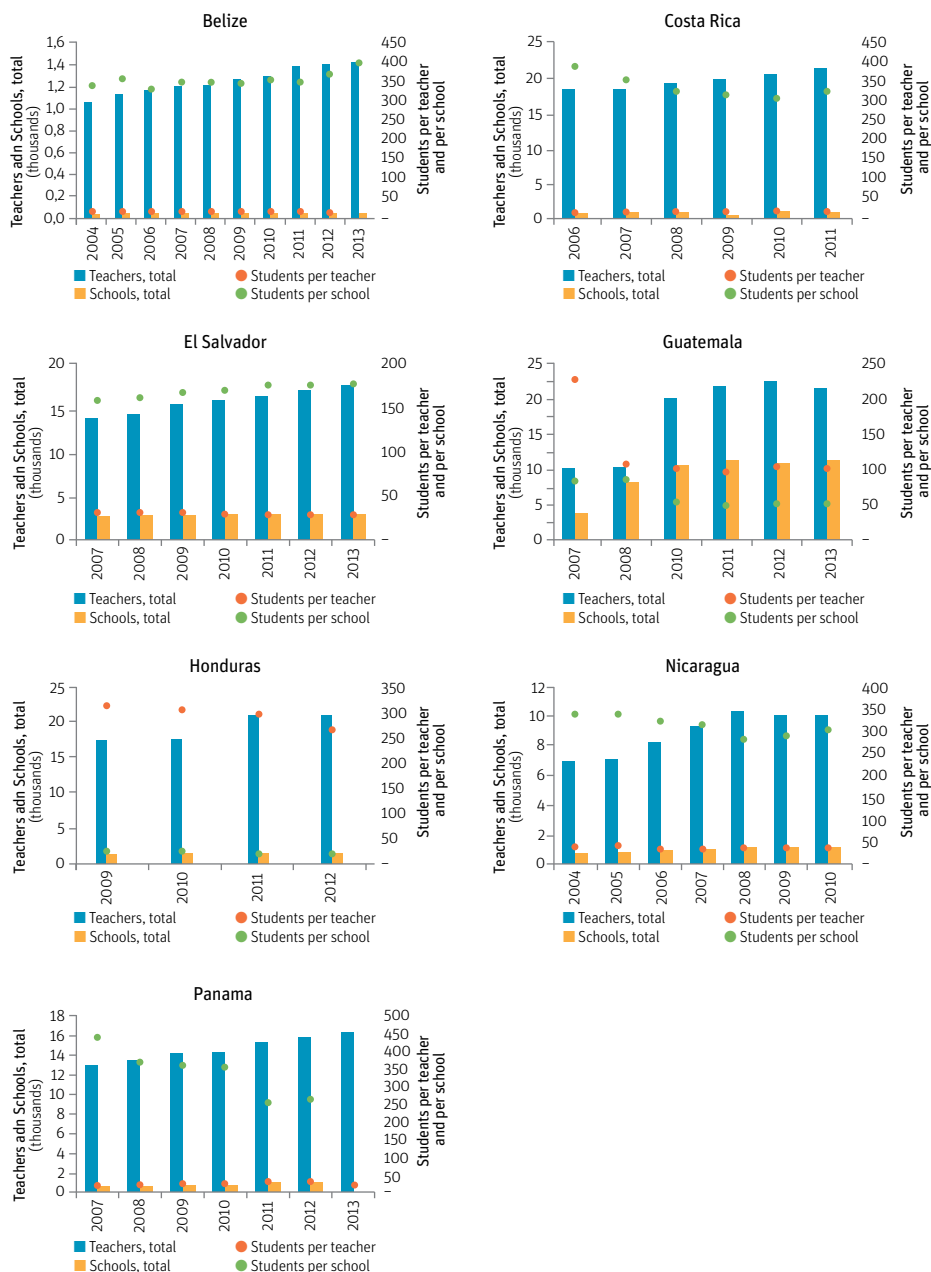 Belize
Teachers adn Schools, total
(thousands)
1,6
1,4
1,2
1,0
0,8
0,6
0,4
0,2
0,0
450
400
350
300
250
200
150
100
50
–
Students per teacher
and per school
2004
2005
2006
2007
2008
2009
2010
2011
2012
2013
Teachers, total
Students per teacher
Schools, total
Students per school
Costa Rica
Teachers adn Schools, total
(thousands)
25
20
15
10
5
0
450
400
350
300
250
200
150
100
50
–
Students per teacher
and per school
2006
2007
2008
2009
2010
2011
Teachers, total
Students per teacher
Schools, total
Students per school
El Salvador
Teachers adn Schools, total
(thousands)
20
15
10
5
0
200
150
100
50
–
Students per teacher
and per school
2007
2008
2009
2010
2011
2012
2013
Teachers, total
Students per teacher
Schools, total
Students per school
Guatemala
Teachers adn Schools, total
(thousands)
25
20
15
10
5
0
250
200
150
100
50
–
Students per teacher
and per school
2007
2008
2010
2011
2012
2013
Teachers, total
Students per teacher
Schools, total
Students per school
Honduras
Teachers adn Schools, total
(thousands)
25
20
15
10
5
0
350
300
250
200
150
100
50
–
Students per teacher
and per school
2009
2010
2011
2012
Teachers, total
Students per teacher
Schools, total
Students per school
Nicaragua
Teachers adn Schools, total
(thousands)
12
10
8
6
4
2
0
400
350
300
250
200
150
100
50
–
Students per teacher
and per school
2004
2005
2006
2007
2008
2009
2010
Teachers, total
Students per teacher
Schools, total
Students per school
Panama
Teachers adn Schools, total
(thousands)
18
16
14
12
10
8
6
4
2
0
500
450
400
350
300
250
200
150
100
50
–
Students per teacher
and per school
2007
2008
2009
2010
2011
2012
2013
Teachers, total
Students per teacher
Schools, total
Students per school